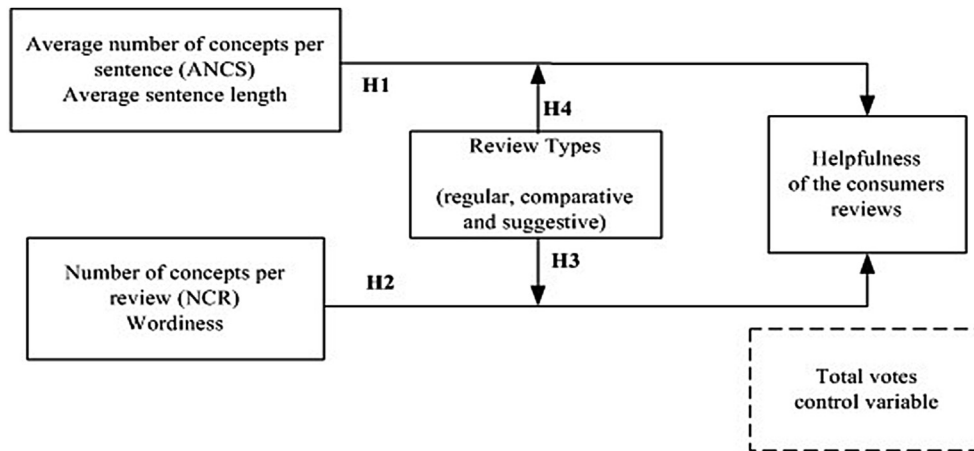 Average number of concepts per
sentence (ANCS)
Average sentence length
H1
H4
Review Types
(regular, comparative
and suggestive)
H3
Helpfulness
of the consumers
reviews
Number of concepts per
review (NCR)
Wordiness
H2
Total votes
control variable